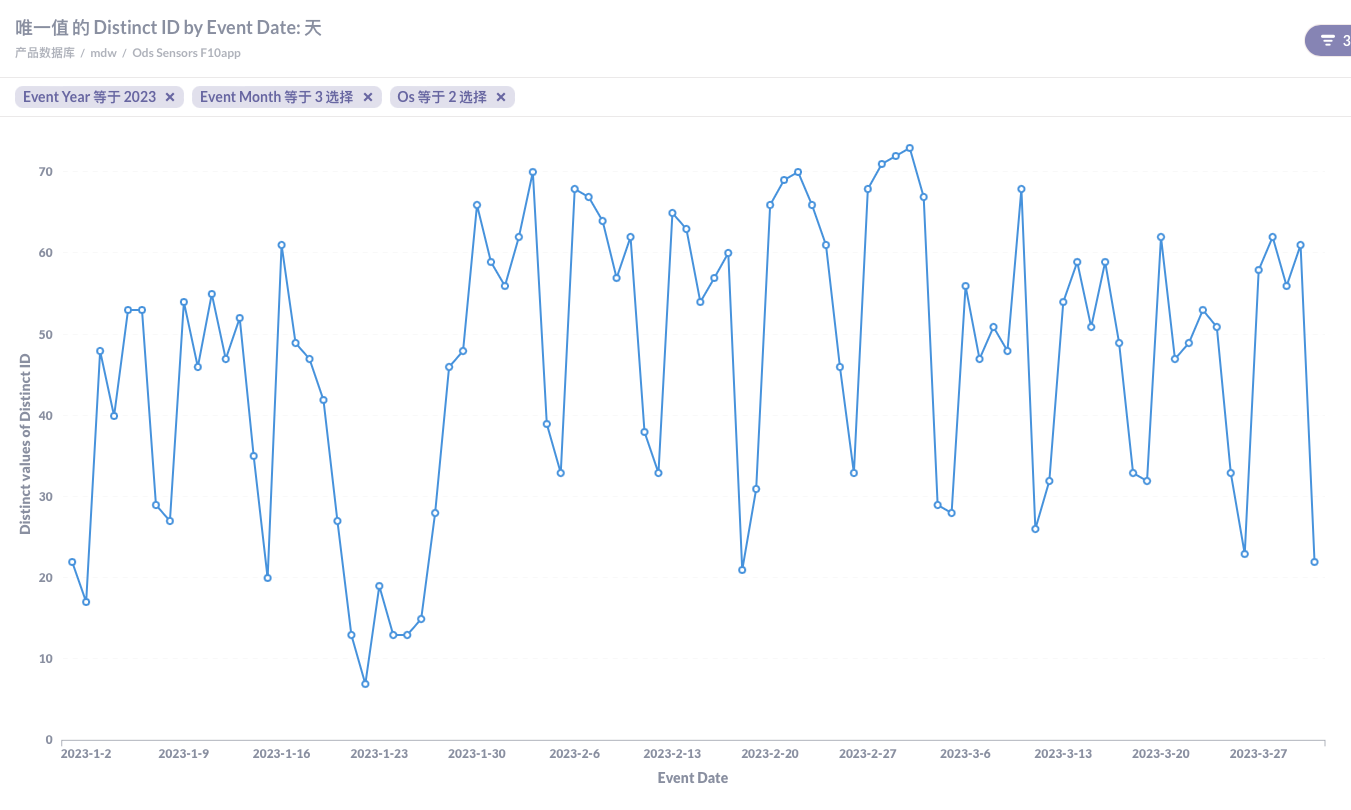 唯一值 的 Distinct ID by Event Date: 天
产品数据库 / mdw / Ods Sensors F10app
3
Event Year 等于 2023 ×
Event Month 等于 3 选择 ×
Os 等于 2 选择 ×
Distinct values of Distinct ID
70
60
50
40
30
20
10
0
2023-1-2 2023-1-9 2023-1-16 2023-1-23 2023-1-30 2023-2-6 2023-2-13 2023-2-20 2023-2-27 2023-3-6 2023-3-13 2023-3-20 2023-3-27
Event Date